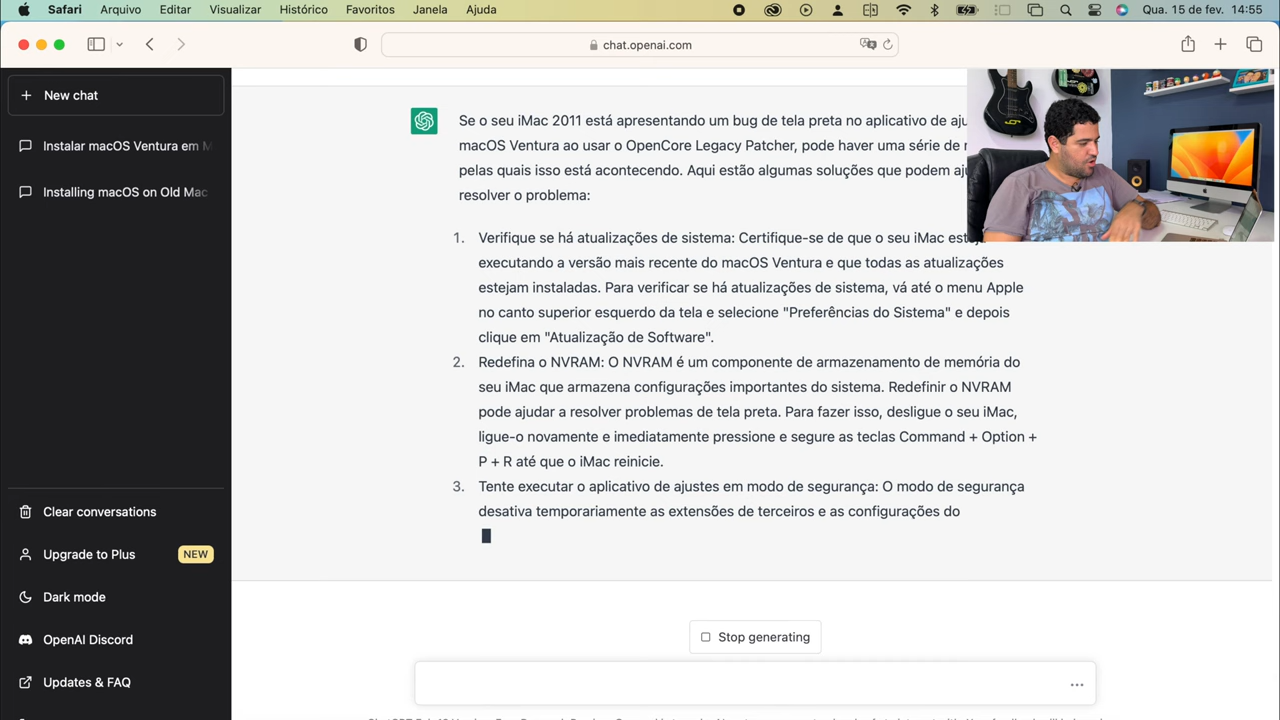 Safari Arquivo Editar Visualizar Histórico Favoritos Janela Ajuda Qua. 15 de fev. 14:55
chat.openai.com
New chat
Instalar macOS Ventura em M
Installing macOS on Old Mac
Clear conversations
Upgrade to Plus NEW
Dark mode
OpenAI Discord
Updates & FAQ
Se o seu iMac 2011 está apresentando um bug de tela preta no aplicativo de aju
macOS Ventura ao usar o OpenCore Legacy Patcher, pode haver uma série de
pelas quais isso está acontecendo. Aqui estão algumas soluções que podem aju
resolver o problema:
1. Verifique se há atualizações de sistema: Certifique-se de que o seu iMac este
executando a versão mais recente do macOS Ventura e que todas as atualizações
estejam instaladas. Para verificar se há atualizações de sistema, vá até o menu Apple
no canto superior esquerdo da tela e selecione "Preferências do Sistema" e depois
clique em "Atualização de Software".
2. Redefina o NVRAM: O NVRAM é um componente de armazenamento de memória do
seu iMac que armazena configurações importantes do sistema. Redefinir o NVRAM
pode ajudar a resolver problemas de tela preta. Para fazer isso, desligue o seu iMac,
ligue-o novamente e imediatamente pressione e segure as teclas Command + Option +
P + R até que o iMac reinicie.
3. Tente executar o aplicativo de ajustes em modo de segurança: O modo de segurança
desativa temporariamente as extensões de terceiros e as configurações do
Stop generating